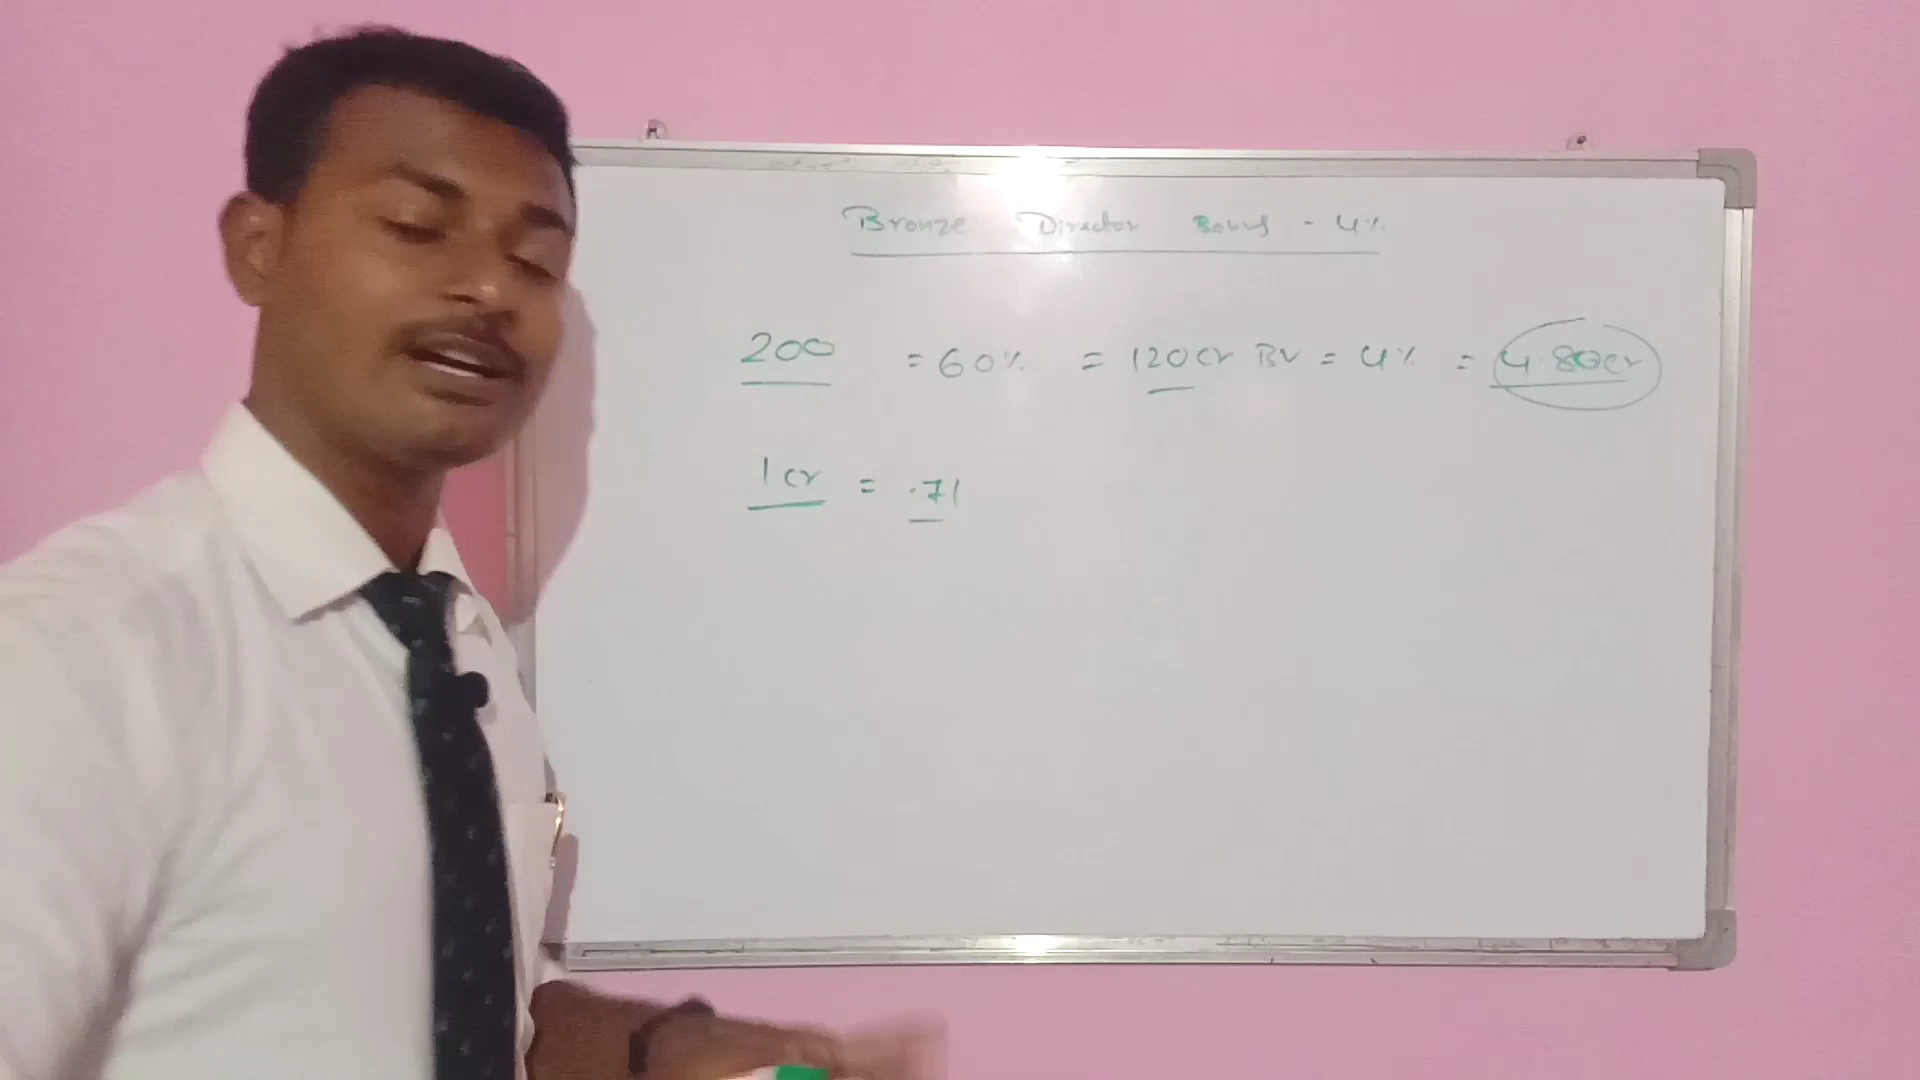 Bronze Director Bonus - 4%
200 = 60% = 120cr BV = 4% = 4.80cr
1cr = .71